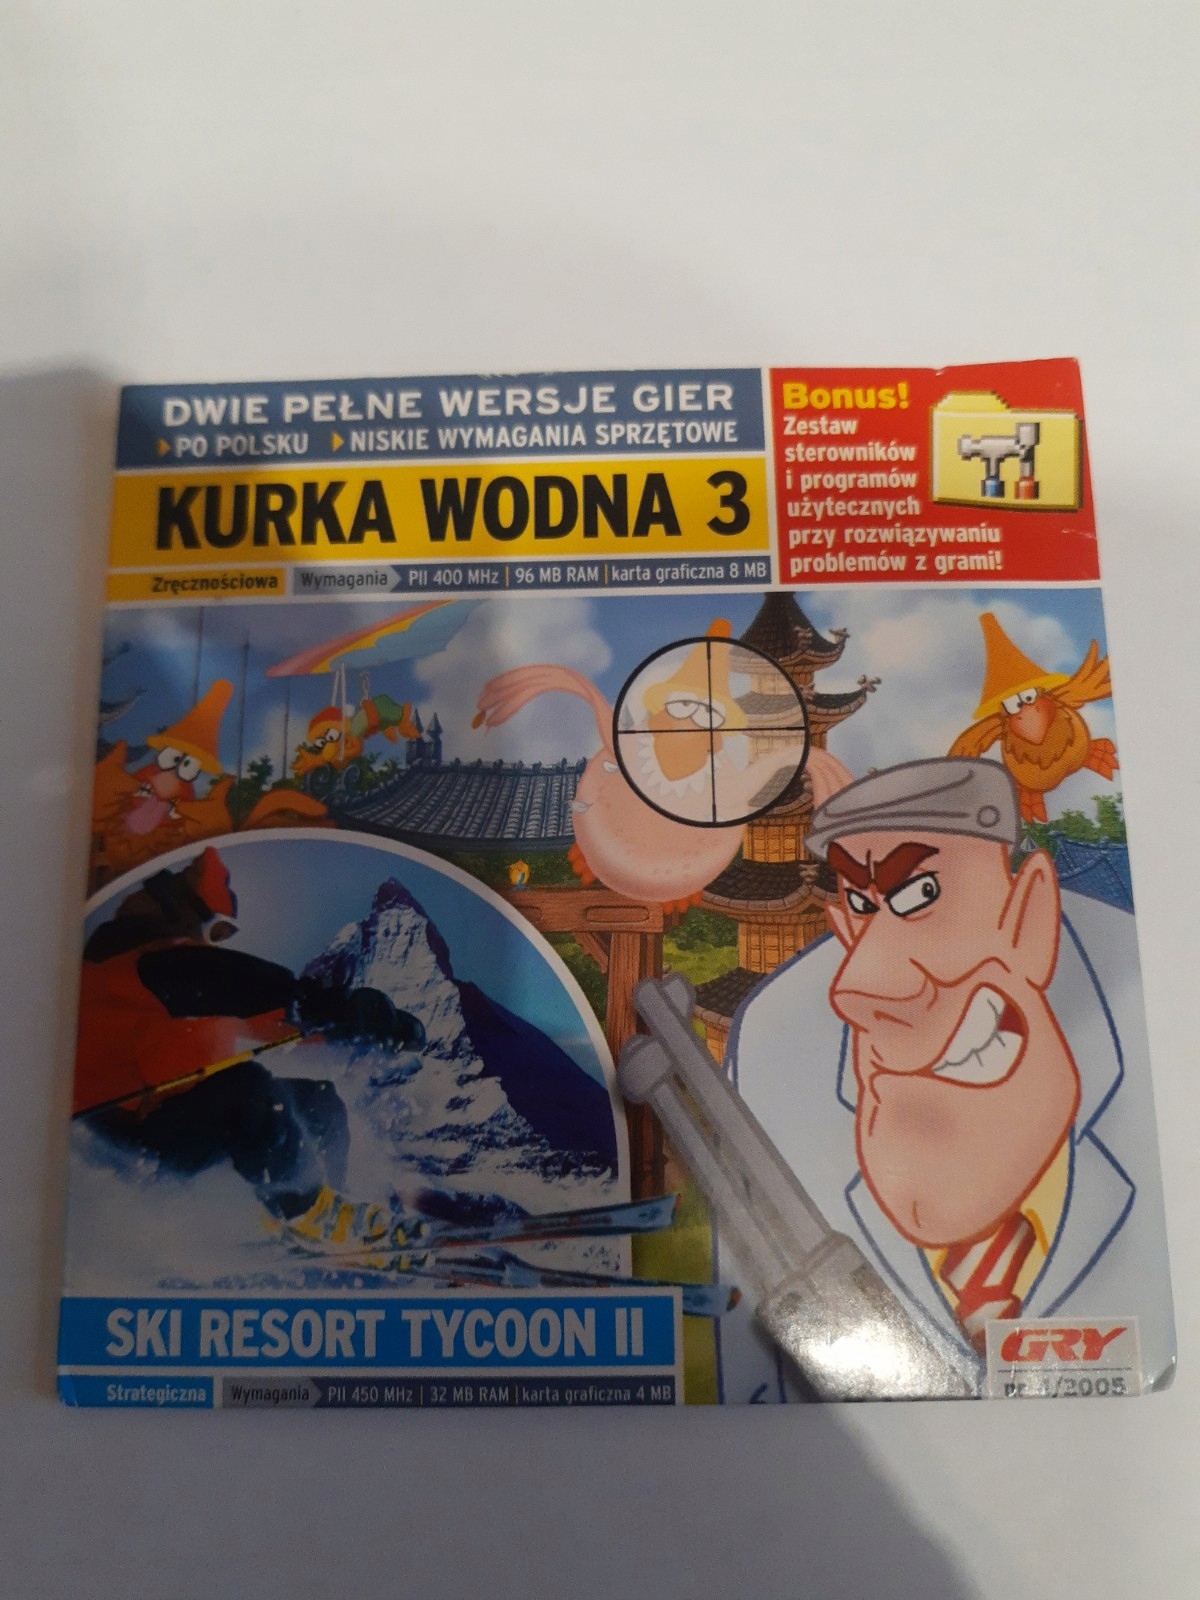 DWIE PEŁNE WERSJE GIER
PO POLSKU NISKIE WYMAGANIA SPRZĘTOWE
KURKA WODNA 3
Zręcznościowa Wymagania PII 400 MHz | 96 MB RAM | karta graficzna 8 MB
Bonus!
Zestaw
sterowników
i programów
użytecznych
przy rozwiązywaniu
problemów z grami!
SKI RESORT TYCOON II
Strategiczna Wymagania PII 450 MHz | 32 MB RAM | karta graficzna 4 MB
GRY
nr 1/2005